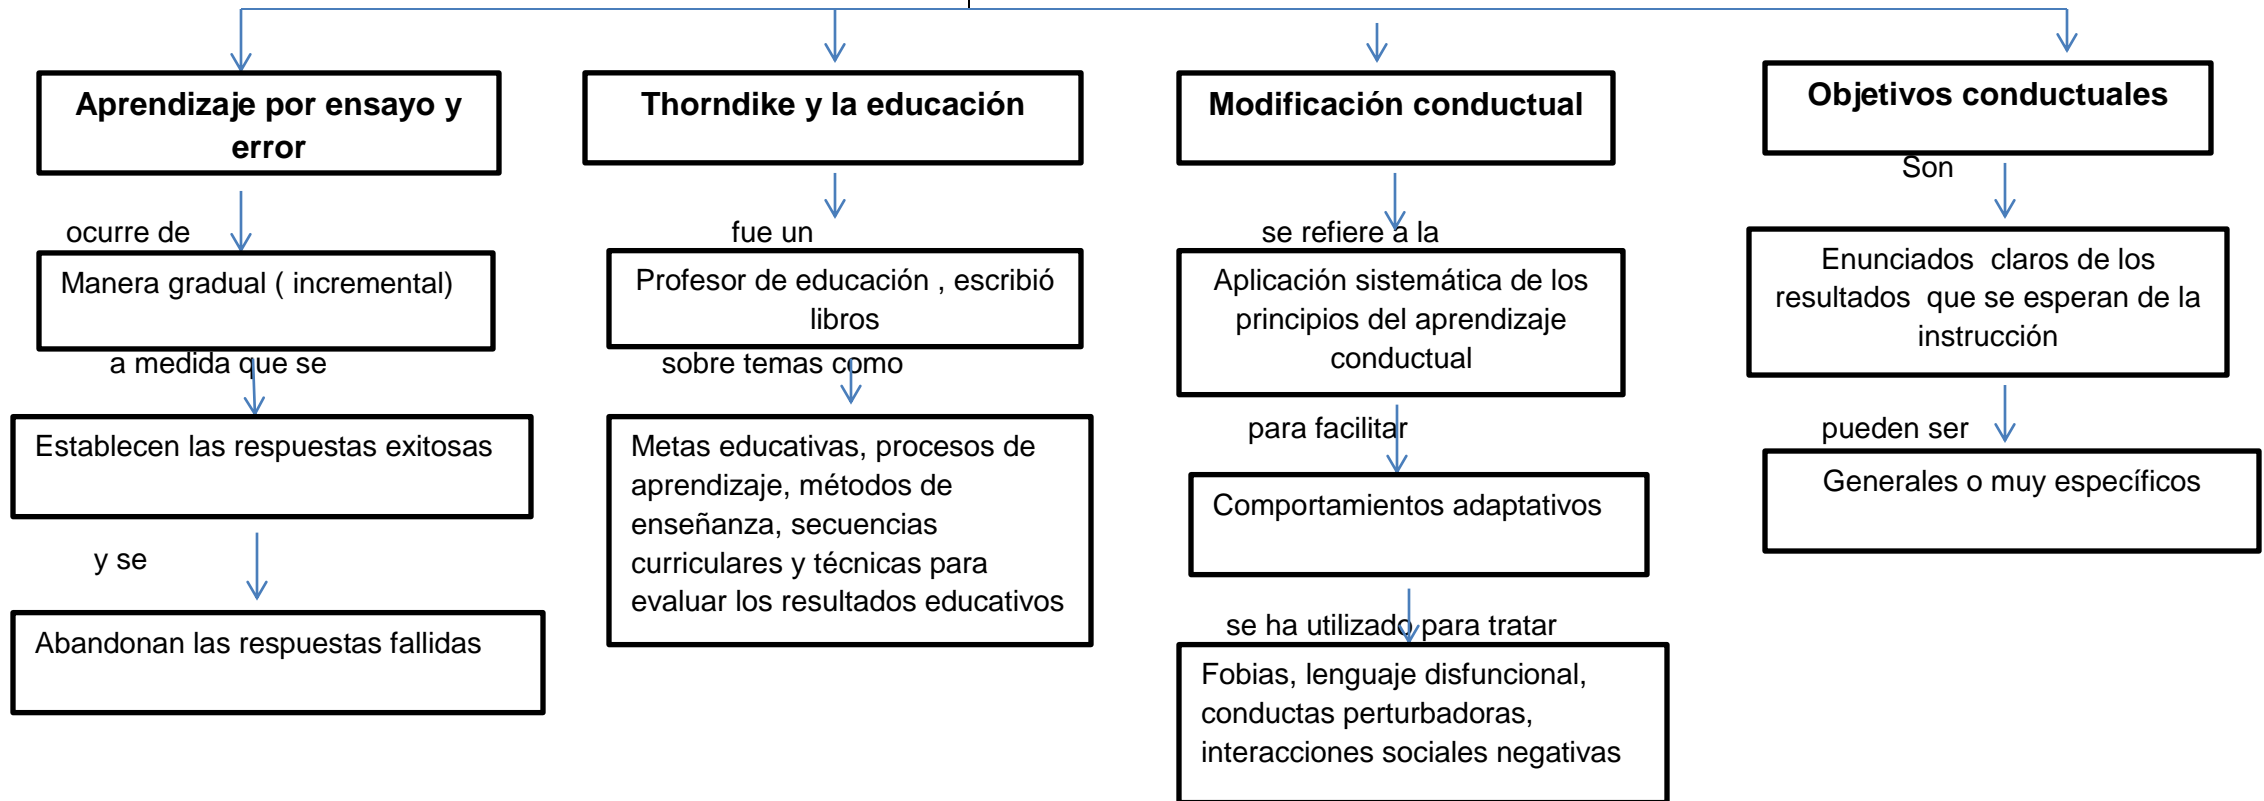 Aprendizaje por ensayo y
error
ocurre de
Manera gradual ( incremental)
a medida que se
Establecen las respuestas exitosas
y se
Abandonan las respuestas fallidas
Thorndike y la educación
fue un
Profesor de educación , escribió
libros
sobre temas como
Metas educativas, procesos de
aprendizaje, métodos de
enseñanza, secuencias
curriculares y técnicas para
evaluar los resultados educativos
Modificación conductual
se refiere a la
Aplicación sistemática de los
principios del aprendizaje
conductual
para facilitar
Comportamientos adaptativos
se ha utilizado para tratar
Fobias, lenguaje disfuncional,
conductas perturbadoras,
interacciones sociales negativas
Objetivos conductuales
Son
Enunciados  claros de los
resultados  que se esperan de la
instrucción
pueden ser
Generales o muy específicos